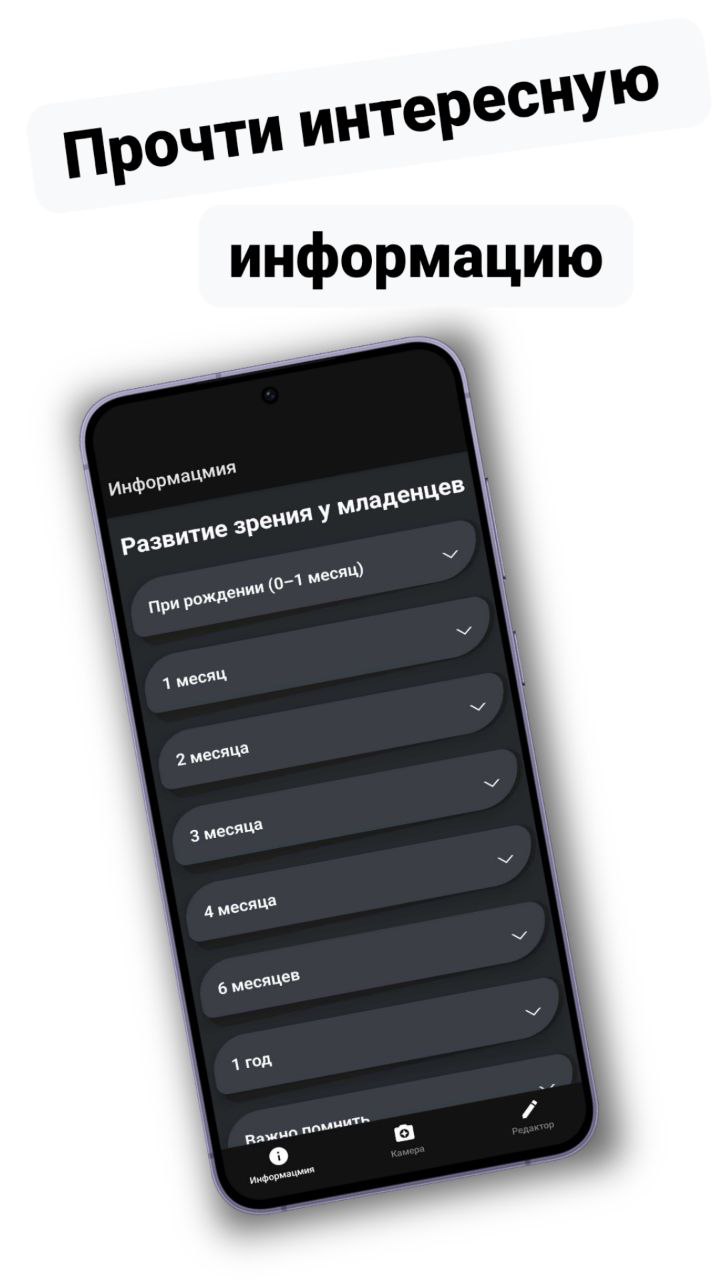 Прочти интересную
информацию
Информацмия
Развитие зрения у младенцев
При рождении (0–1 месяц)
1 месяц
2 месяца
3 месяца
4 месяца
6 месяцев
1 год
Важно помнить
Информацмия
Камера
Редактор